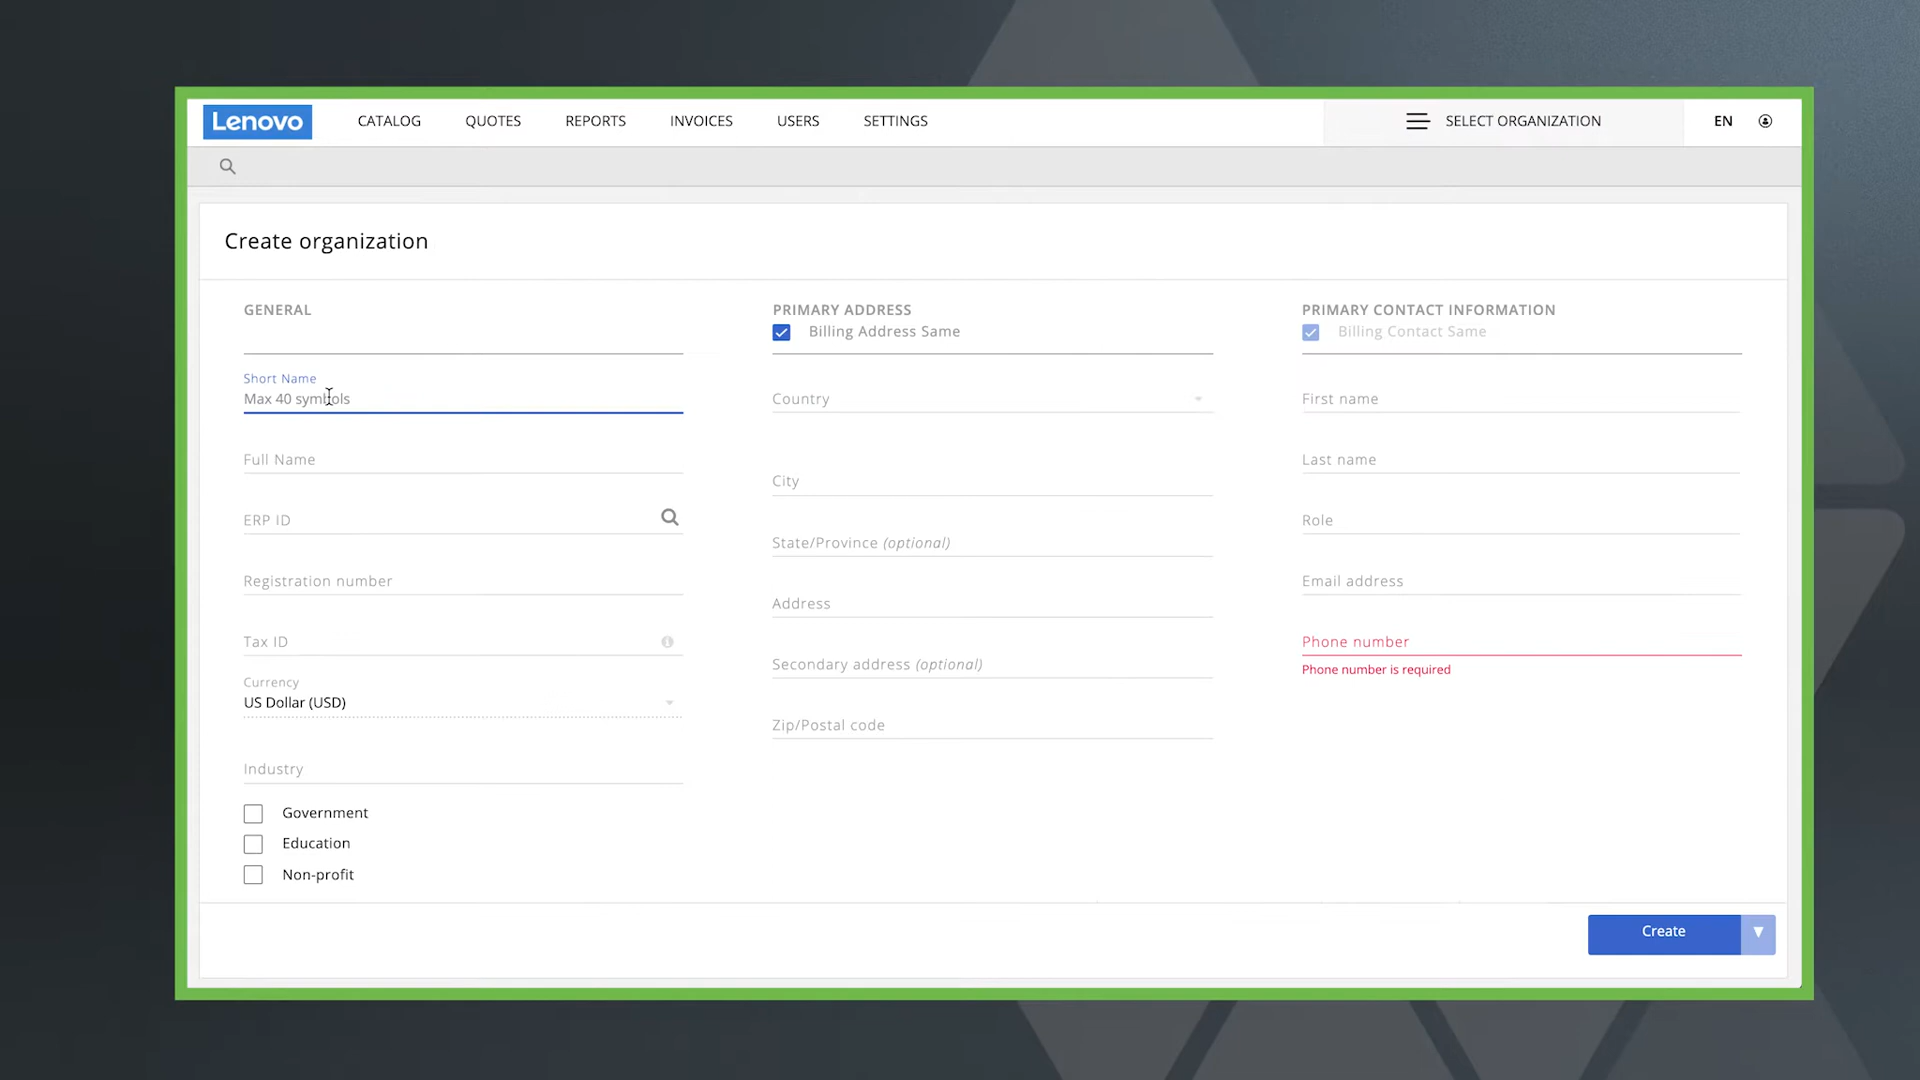 Lenovo
CATALOG
QUOTES
REPORTS
INVOICES
USERS
SETTINGS
SELECT ORGANIZATION
EN
Create organization
GENERAL
Short Name
Max 40 symbols
Full Name
ERP ID
Registration number
Tax ID
Currency
US Dollar (USD)
Industry
Government
Education
Non-profit
PRIMARY ADDRESS
Billing Address Same
Country
City
State/Province (optional)
Address
Secondary address (optional)
Zip/Postal code
PRIMARY CONTACT INFORMATION
Billing Contact Same
First name
Last name
Role
Email address
Phone number
Phone number is required
Create